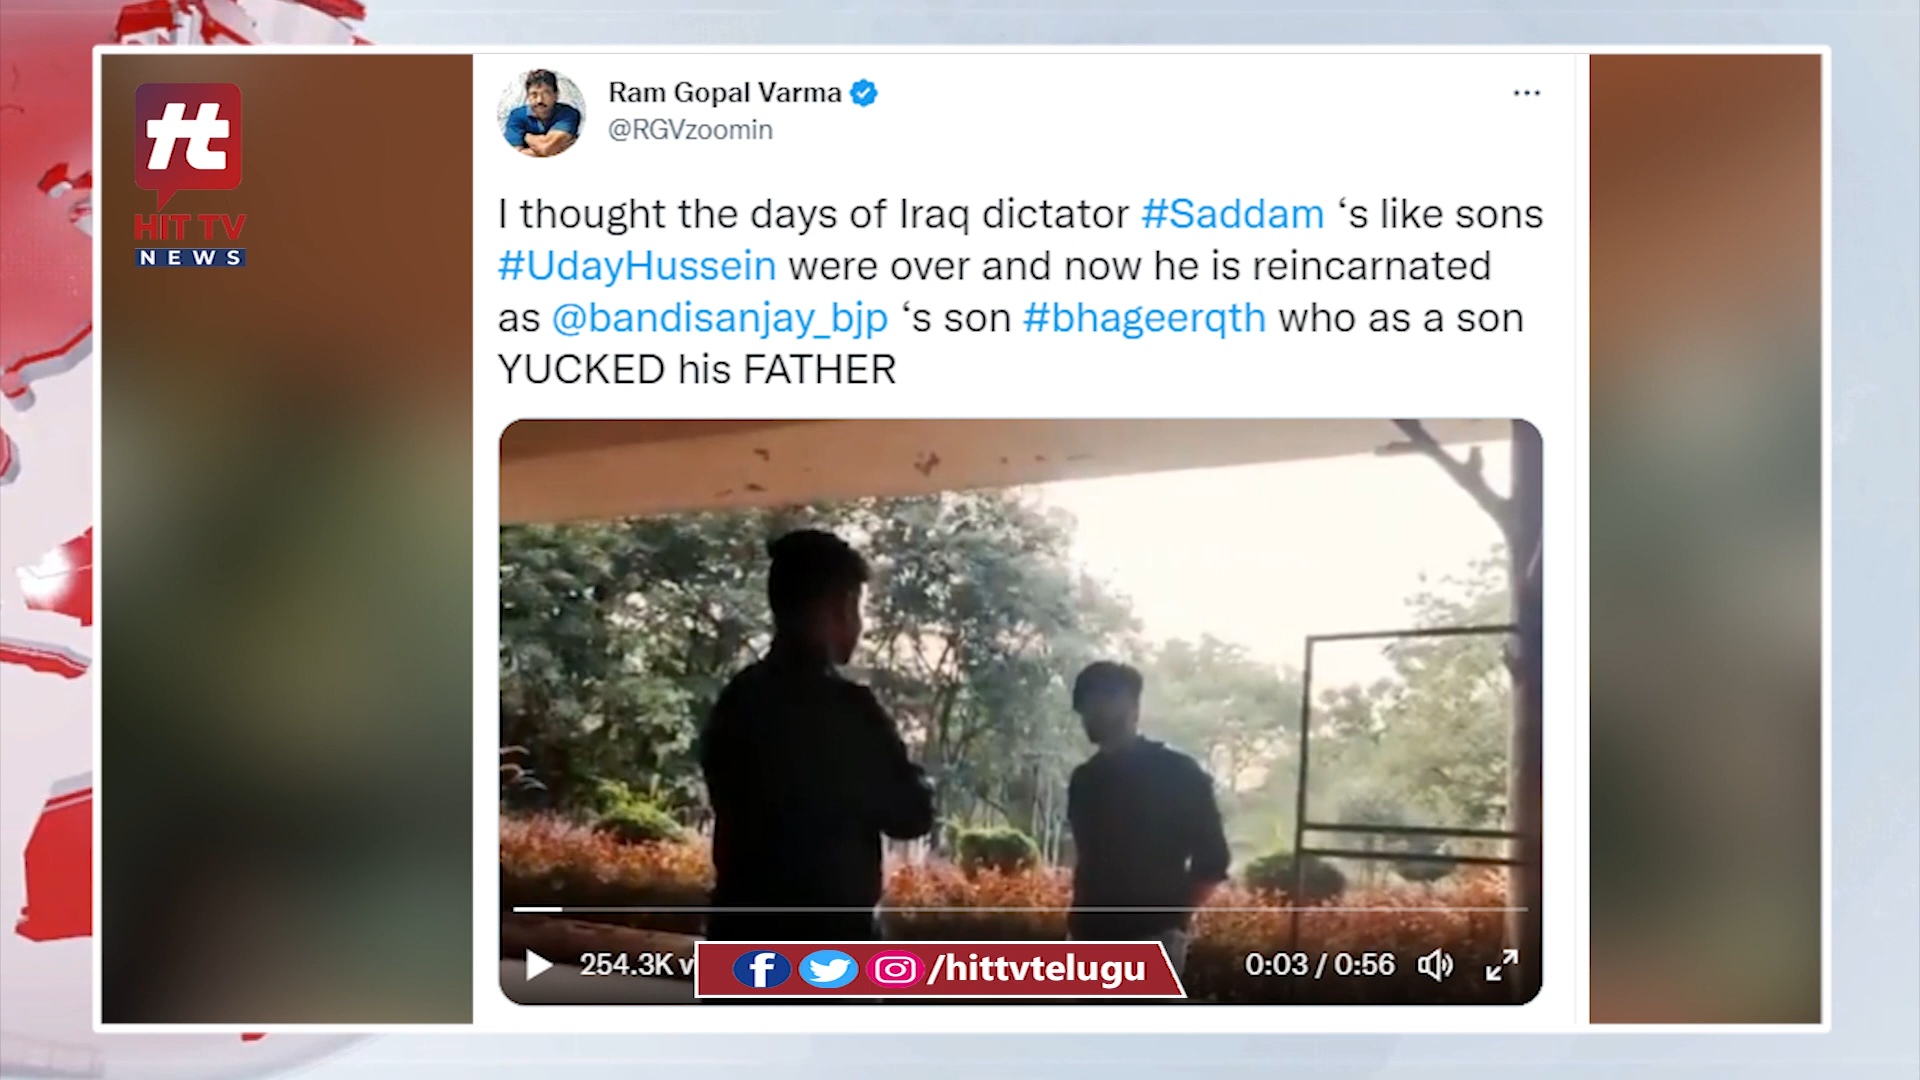 tt
HIT TV
NEWS
Ram Gopal Varma
@RGVzoomin
I thought the days of Iraq dictator #Saddam ‘s like sons
#UdayHussein were over and now he is reincarnated
as @bandisanjay_bjp ‘s son #bhageerqth who as a son
YUCKED his FATHER
254.3K v
0:03 / 0:56
f /hittvtelugu